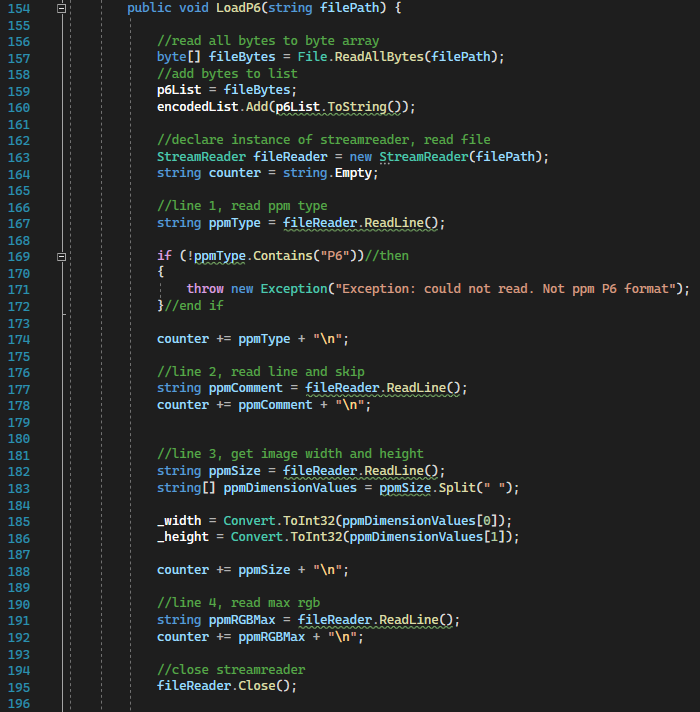 154 public void LoadP6(string filePath) {
155
156 //read all bytes to byte array
157 byte[] fileBytes = File.ReadAllBytes(filePath);
158 //add bytes to list
159 p6List = fileBytes;
160 encodedList.Add(p6List.ToString());
161
162 //declare instance of streamreader, read file
163 StreamReader fileReader = new StreamReader(filePath);
164 string counter = string.Empty;
165
166 //line 1, read ppm type
167 string ppmType = fileReader.ReadLine();
168
169 if (!ppmType.Contains("P6"))//then
170 {
171 throw new Exception("Exception: could not read. Not ppm P6 format");
172 }//end if
173
174 counter += ppmType + "\n";
175
176 //line 2, read line and skip
177 string ppmComment = fileReader.ReadLine();
178 counter += ppmComment + "\n";
179
180
181 //line 3, get image width and height
182 string ppmSize = fileReader.ReadLine();
183 string[] ppmDimensionValues = ppmSize.Split(" ");
184
185 _width = Convert.ToInt32(ppmDimensionValues[0]);
186 _height = Convert.ToInt32(ppmDimensionValues[1]);
187
188 counter += ppmSize + "\n";
189
190 //line 4, read max rgb
191 string ppmRGBMax = fileReader.ReadLine();
192 counter += ppmRGBMax + "\n";
193
194 //close streamreader
195 fileReader.Close();
196